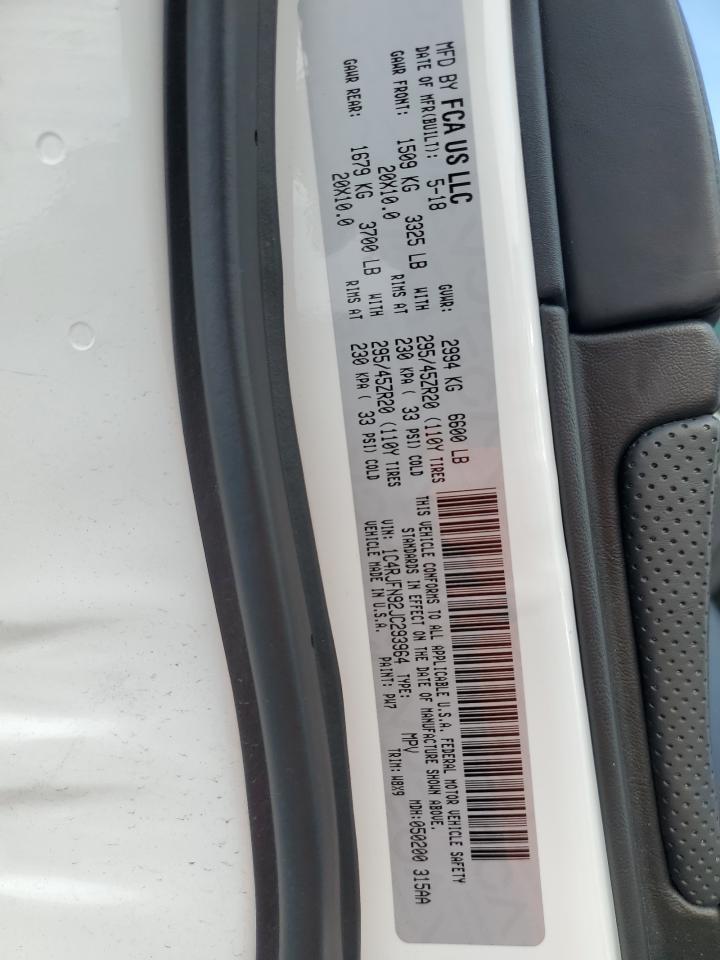 MFD BY FCA US LLC
DATE OF MFR(BUILT): 5-18 GVWR: 2994 KG 6600 LB
GAWR FRONT: 1509 KG 3325 LB WITH 295/45ZR20 (110Y TIRES
20X10.0 RIMS AT 230 KPA ( 33 PSI) COLD
GAWR REAR: 1679 KG 3700 LB WITH 295/45ZR20 (110Y TIRES
20X10.0 RIMS AT 230 KPA ( 33 PSI) COLD
THIS VEHICLE CONFORMS TO ALL APPLICABLE U.S.A. FEDERAL MOTOR VEHICLE SAFETY
STANDARDS IN EFFECT ON THE DATE OF MANUFACTURE SHOWN ABOVE.
VIN: 1C4RJFN92JC293964 TYPE: MPV MDH:050200 315AA
VEHICLE MADE IN U.S.A. PAINT: PW7 TRIM: W8X9